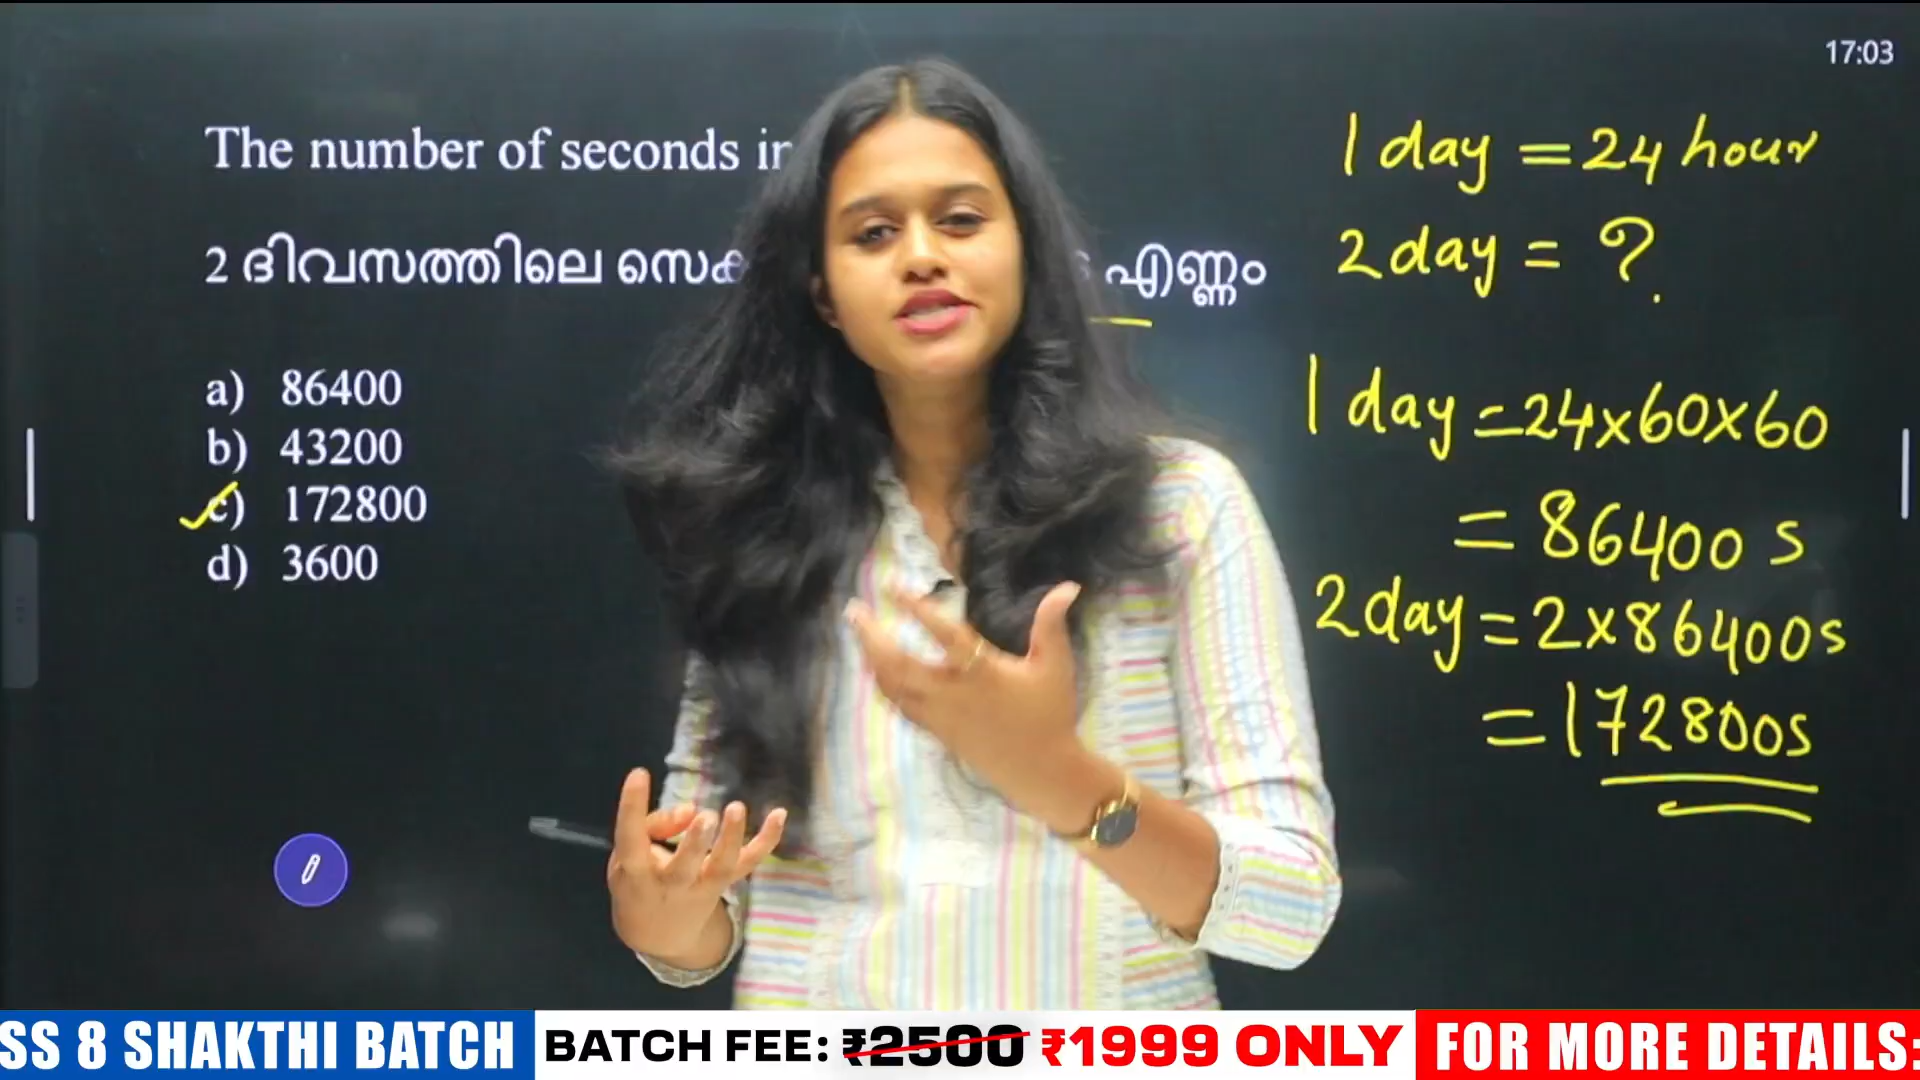 17:03
The number of seconds in
2 ദിവസത്തിലെ എണ്ണം
a) 86400
b) 43200
c) 172800
d) 3600
1 day = 24 hour
2 day = ?
1 day = 24x60x60
= 86400 s
2 day = 2x86400s
= 172800s
SS 8 SHAKTHI BATCH
BATCH FEE: ₹2500 ₹1999 ONLY
FOR MORE DETAILS: